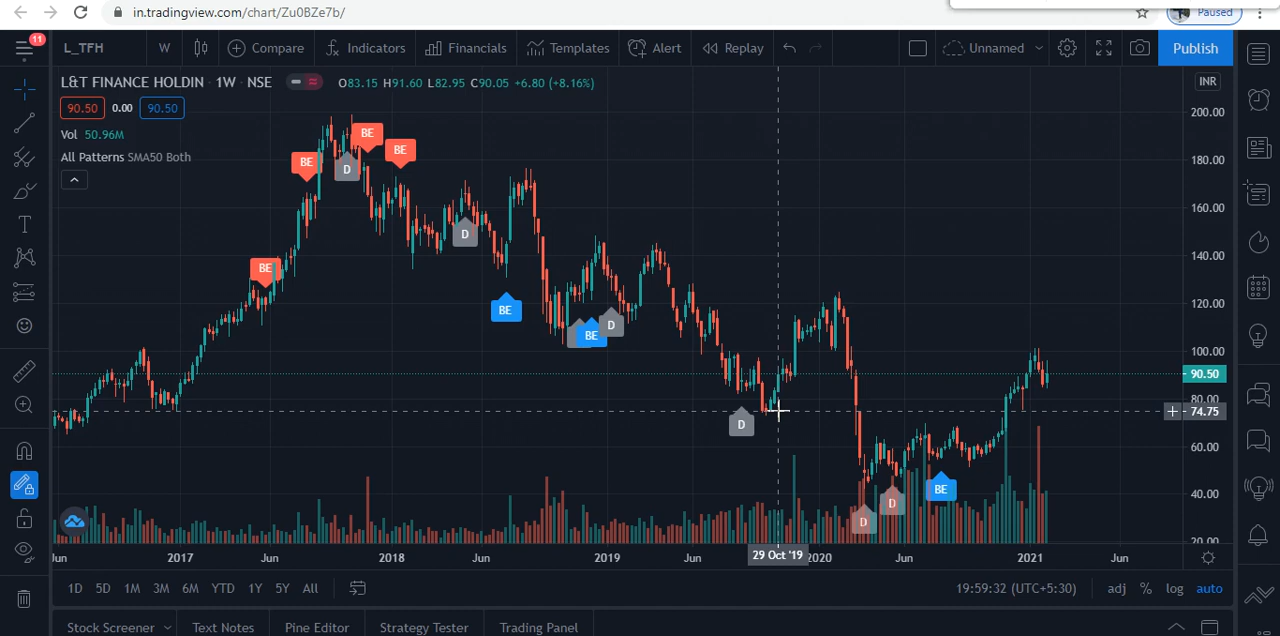 in.tradingview.com/chart/Zu0BZe7b/
Paused
11
L_TFH W Compare Indicators Financials Templates Alert Replay Unnamed Publish
L&T FINANCE HOLDIN 1W NSE O83.15 H91.60 L82.95 C90.05 +6.80 (+8.16%) INR
90.50 0.00 90.50
Vol 50.96M
All Patterns SMA50 Both
200.00
180.00
160.00
140.00
120.00
100.00
90.50
80.00
74.75
60.00
40.00
20.00
BE
BE
BE
D
BE
D
BE
BE
D
D
D
D
BE
Jun 2017 Jun 2018 Jun 2019 Jun 29 Oct '19 2020 Jun 2021 Jun
1D 5D 1M 3M 6M YTD 1Y 5Y All 19:59:32 (UTC+5:30) adj % log auto
Stock Screener Text Notes Pine Editor Strategy Tester Trading Panel